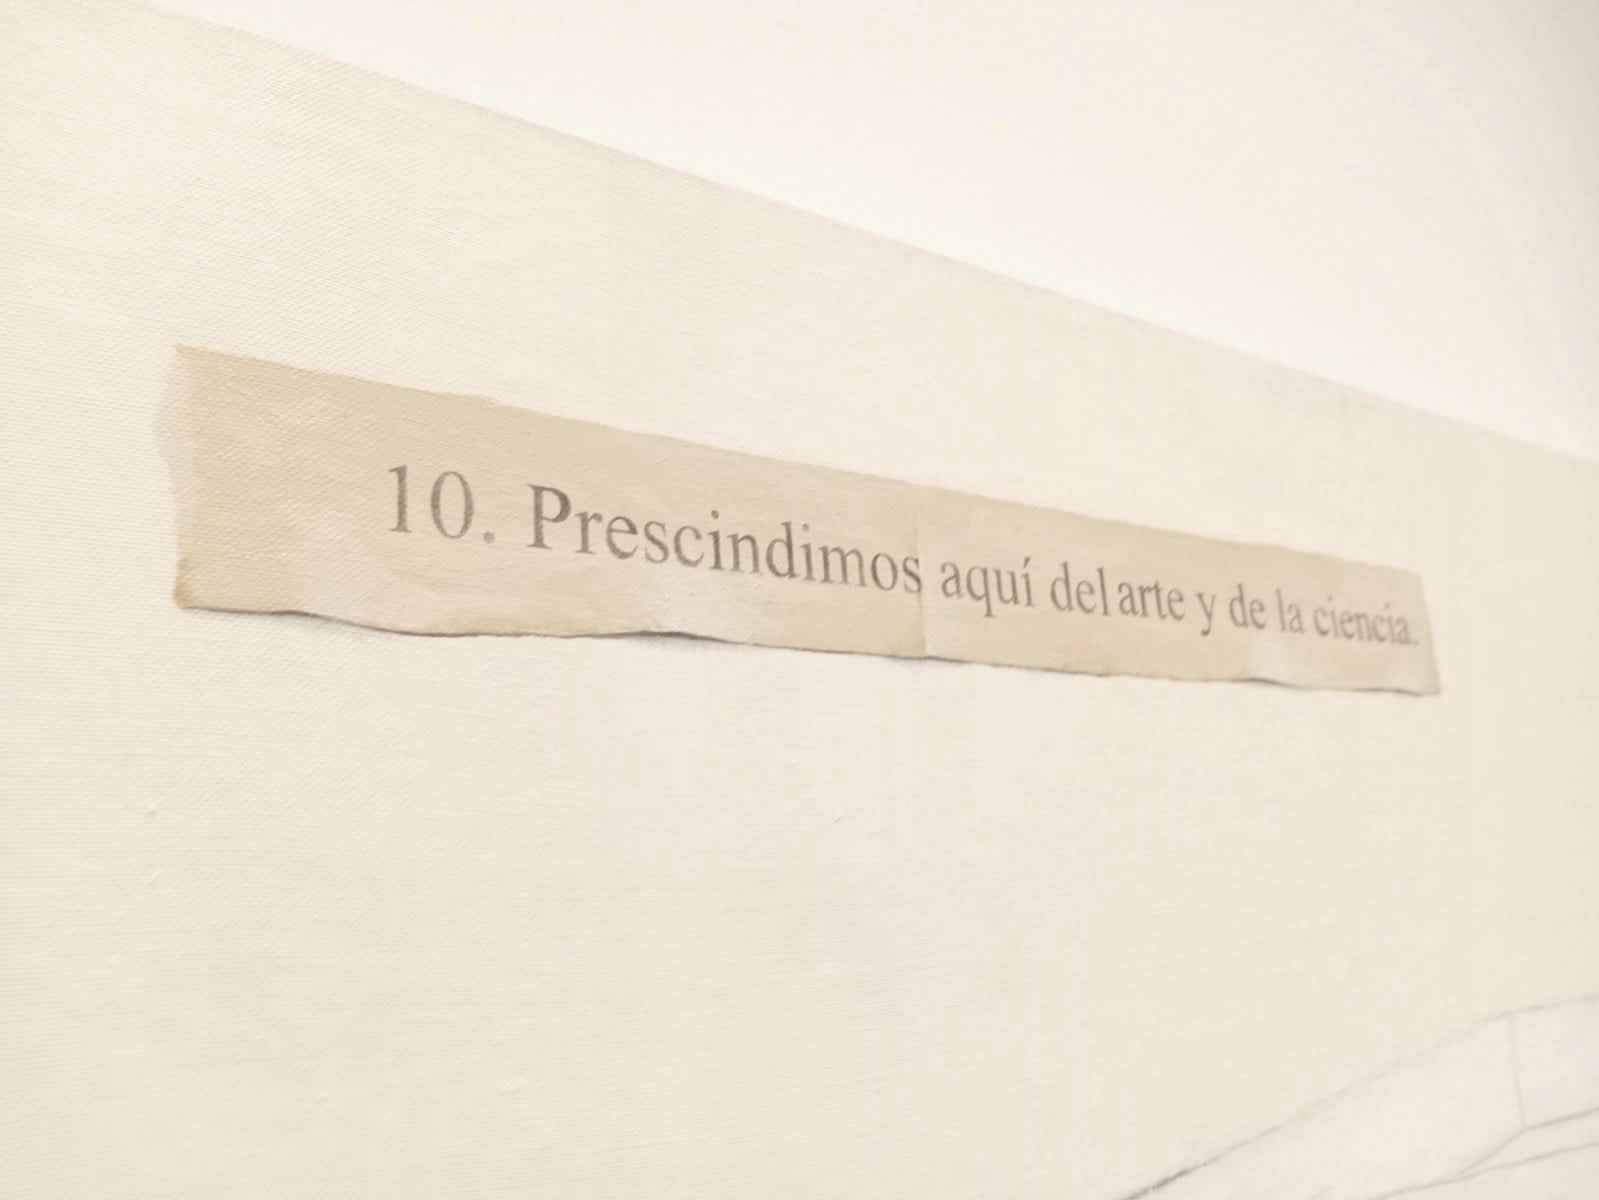 10. Prescindimos aquí del arte y de la ciencia.